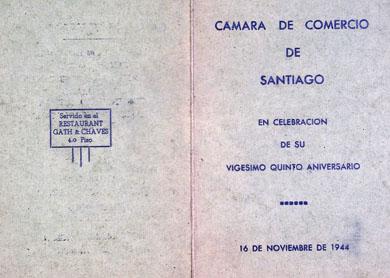 Servido en el
RESTAURANT
GATH & CHAVES
4.o Piso.
CAMARA DE COMERCIO
DE
SANTIAGO
EN CELEBRACION
DE SU
VIGESIMO QUINTO ANIVERSARIO
16 DE NOVIEMBRE DE 1944